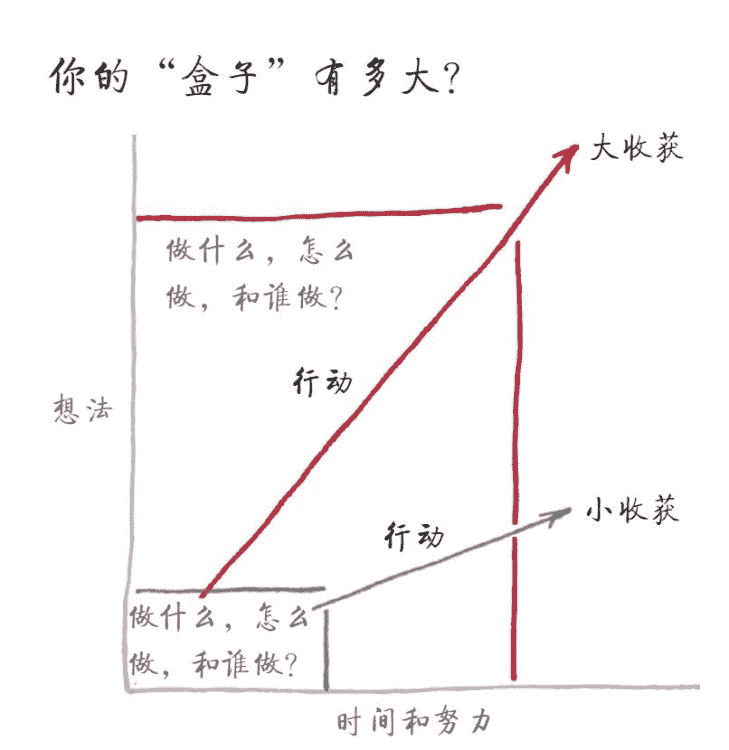 你的“盒子”有多大？
大收获
做什么，怎么
做，和谁做？
行动
想法
小收获
行动
做什么，怎么
做，和谁做？
时间和努力